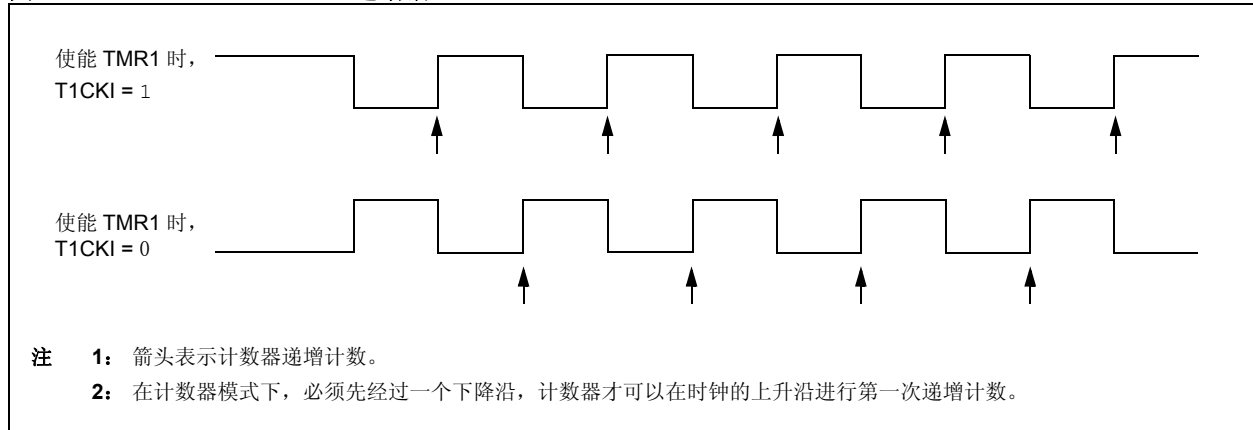 使能 TMR1 时，
T1CKI = 1
使能 TMR1 时，
T1CKI = 0
注 1： 箭头表示计数器递增计数。
2： 在计数器模式下，必须先经过一个下降沿，计数器才可以在时钟的上升沿进行第一次递增计数。